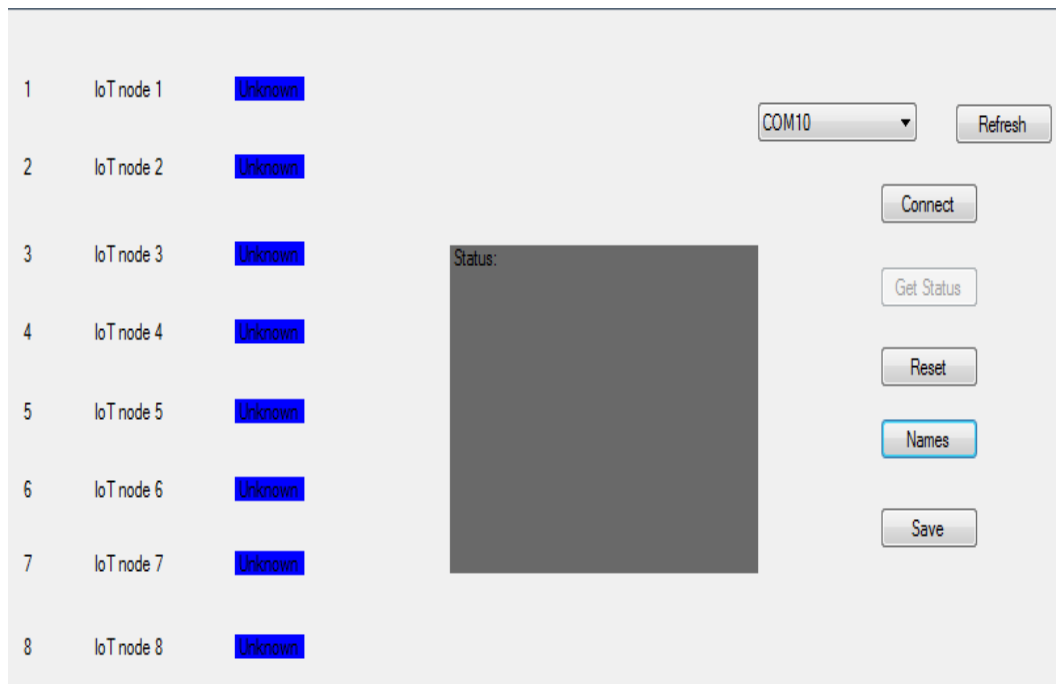 1 IoT node 1 Unknown
COM10 Refresh
2 IoT node 2 Unknown
Connect
3 IoT node 3 Unknown
Status:
Get Status
4 IoT node 4 Unknown
Reset
5 IoT node 5 Unknown
Names
6 IoT node 6 Unknown
Save
7 IoT node 7 Unknown
8 IoT node 8 Unknown